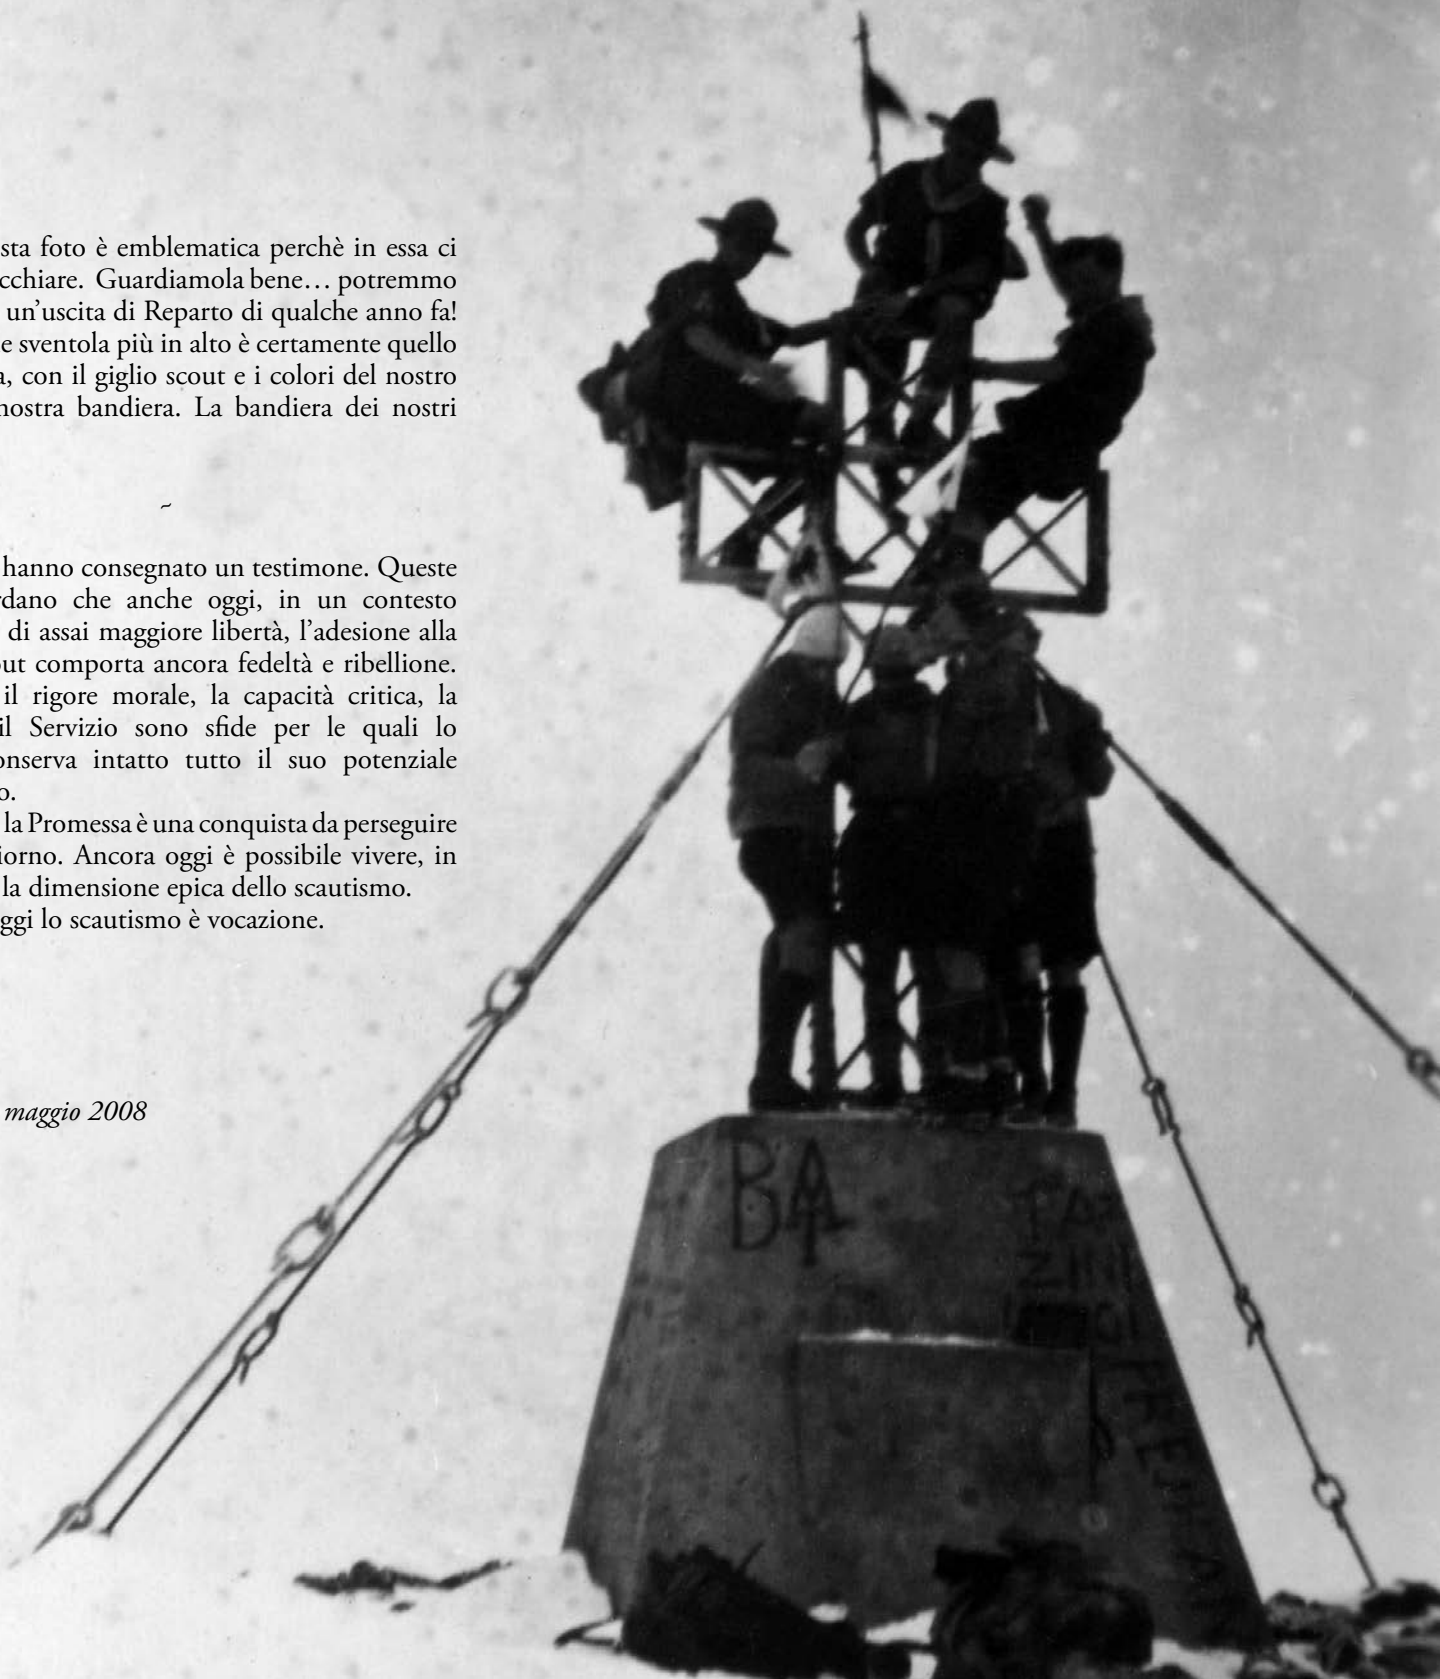 sta foto è emblematica perchè in essa ci
cchiare. Guardiamola bene… potremmo
un’uscita di Reparto di qualche anno fa!
e sventola più in alto è certamente quello
a, con il giglio scout e i colori del nostro
nostra bandiera. La bandiera dei nostri
~
hanno consegnato un testimone. Queste
rdano che anche oggi, in un contesto
di assai maggiore libertà, l’adesione alla
out comporta ancora fedeltà e ribellione.
il rigore morale, la capacità critica, la
il Servizio sono sfide per le quali lo
onserva intatto tutto il suo potenziale
o.
la Promessa è una conquista da perseguire
iorno. Ancora oggi è possibile vivere, in
la dimensione epica dello scautismo.
ggi lo scautismo è vocazione.
maggio 2008
BA
ZINI